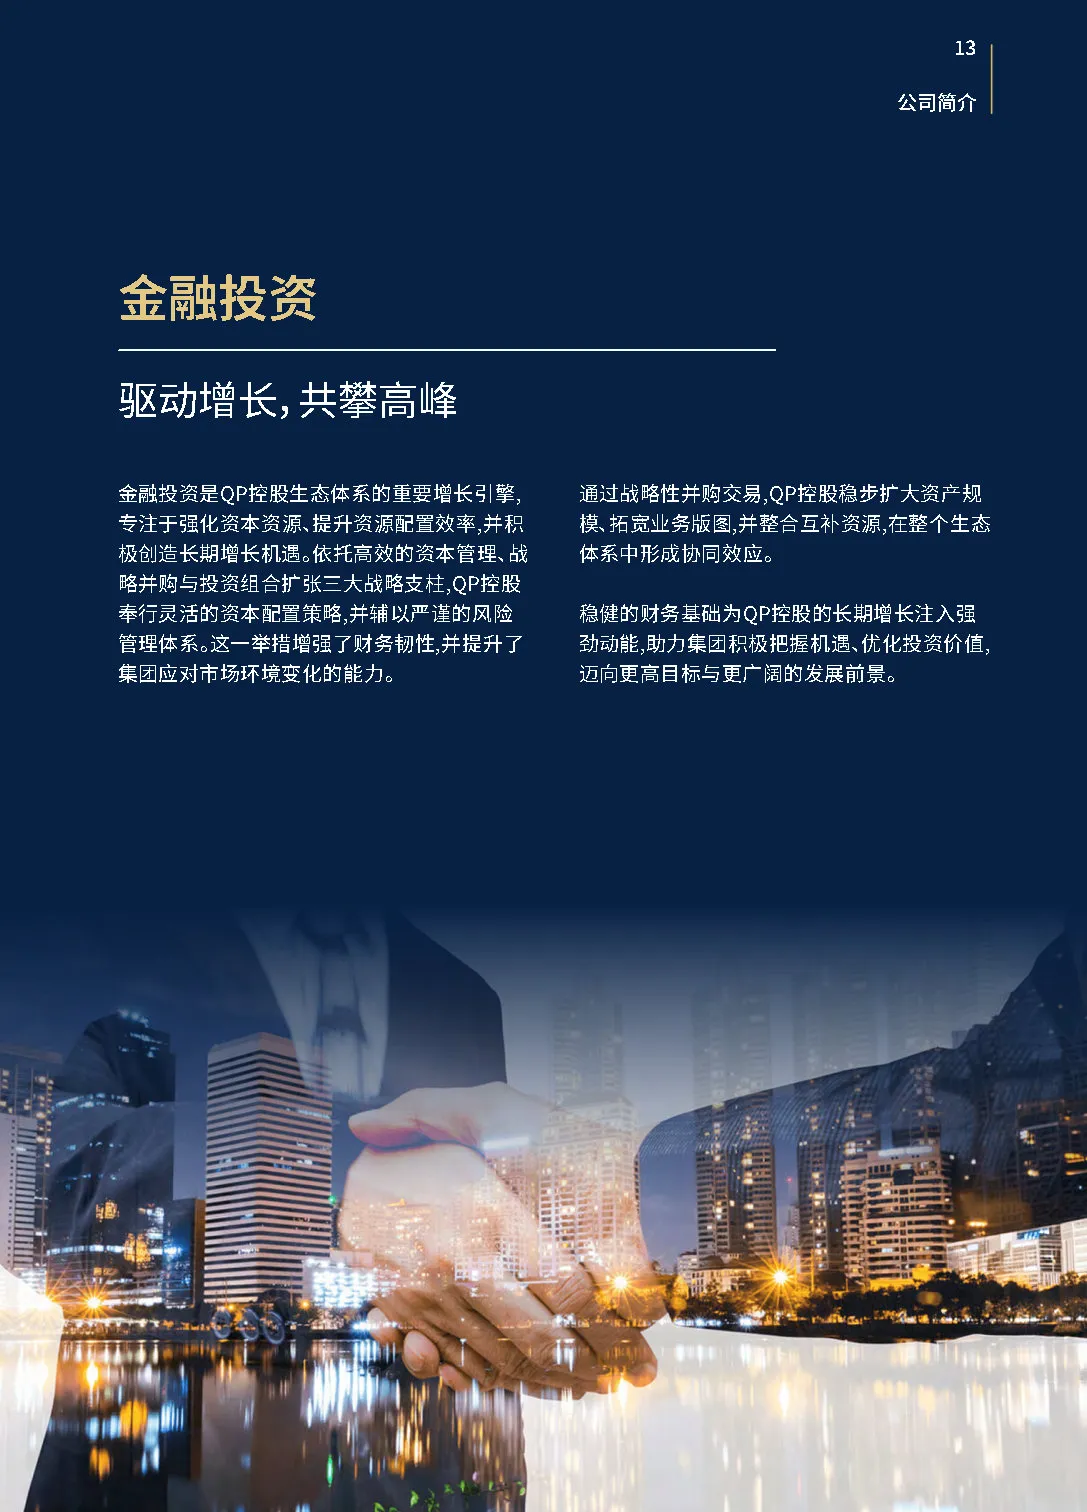 13
公司简介
金融投资
驱动增长，共攀高峰
金融投资是QP控股生态体系的重要增长引擎,
专注于强化资本资源、提升资源配置效率,并积
极创造长期增长机遇。依托高效的资本管理、战
略并购与投资组合扩张三大战略支柱,QP控股
奉行灵活的资本配置策略,并辅以严谨的风险
管理体系。这一举措增强了财务韧性,并提升了
集团应对市场环境变化的能力。
通过战略性并购交易,QP控股稳步扩大资产规
模、拓宽业务版图,并整合互补资源,在整个生态
体系中形成协同效应。
稳健的财务基础为QP控股的长期增长注入强
劲动能,助力集团积极把握机遇、优化投资价值,
迈向更高目标与更广阔的发展前景。